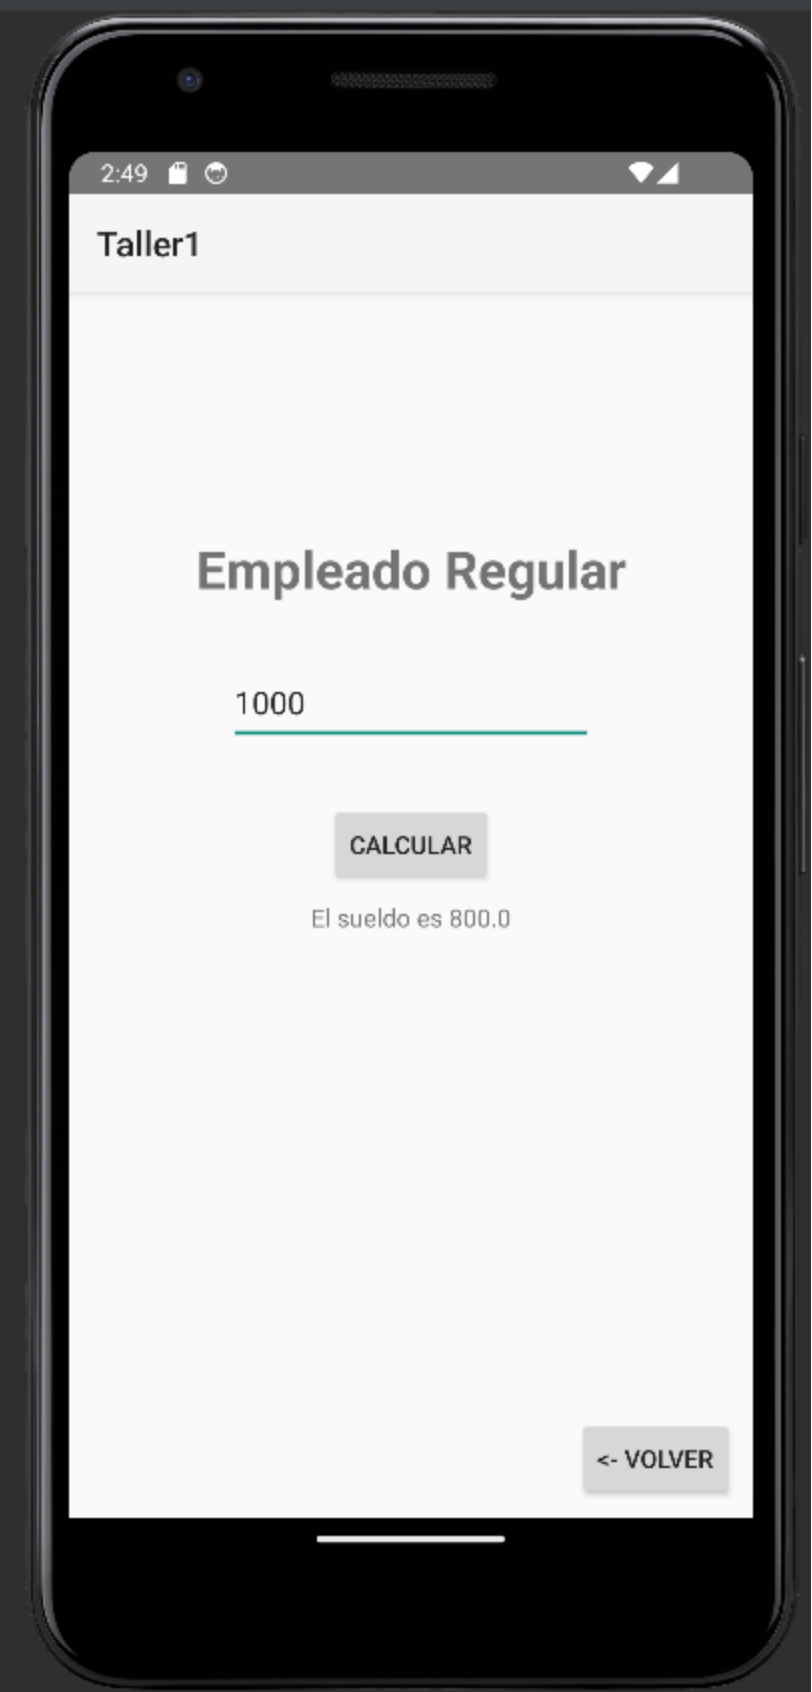 2:49
Taller1
Empleado Regular
1000
CALCULAR
El sueldo es 800.0
<- VOLVER